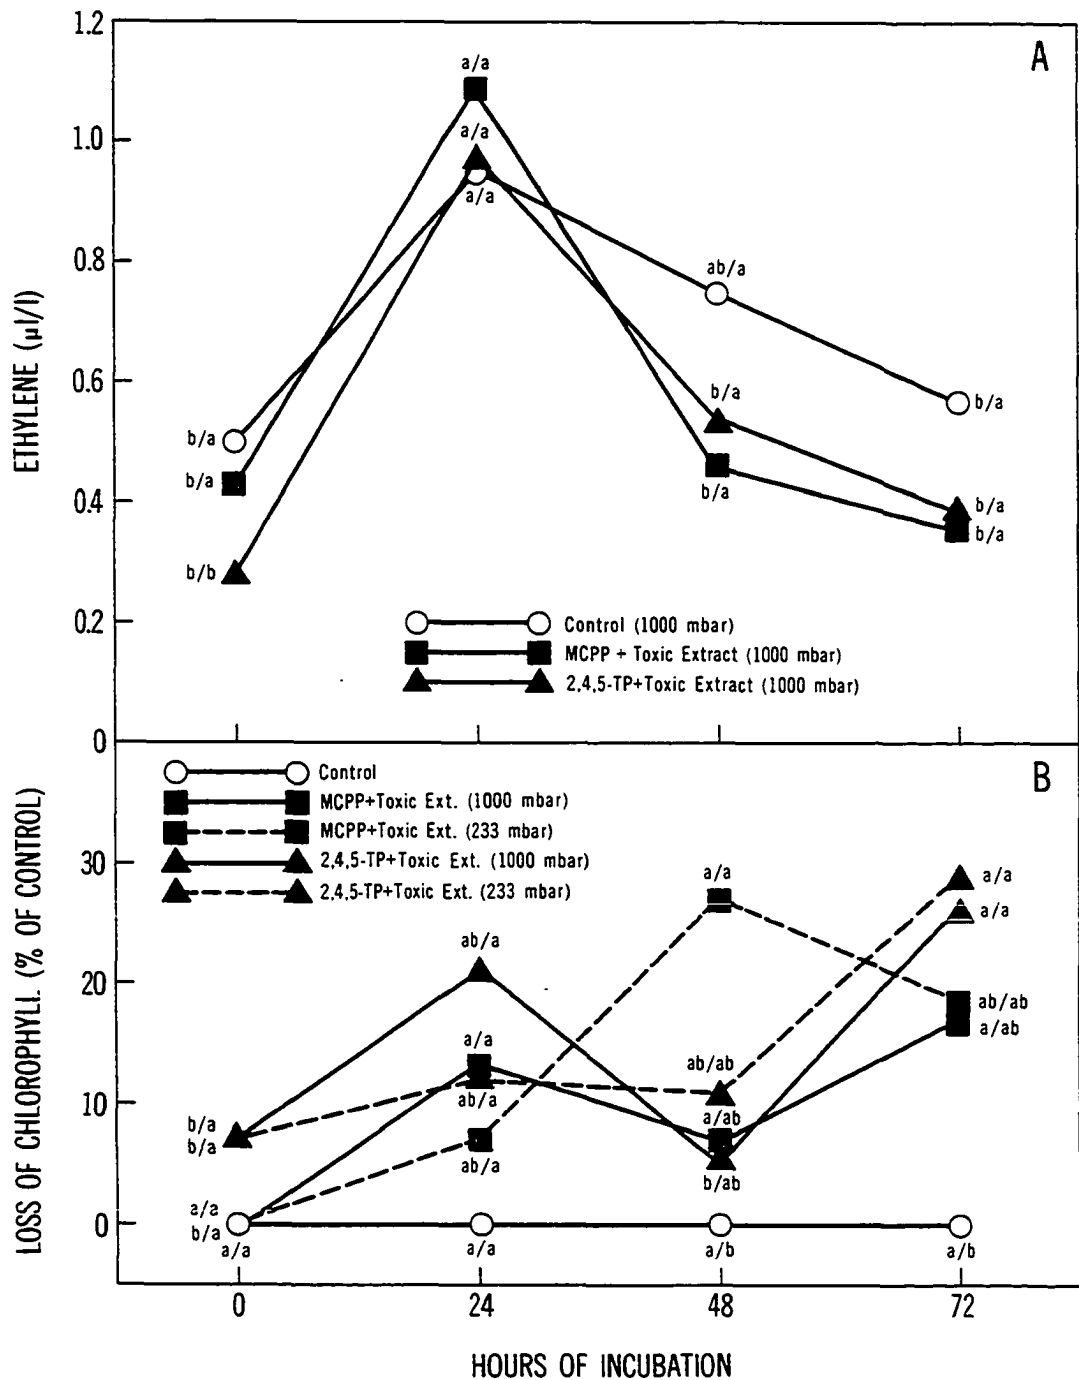 A
1.2
1.0
0.8
0.6
0.4
0.2
0
ETHYLENE (µl/l)
a/a
a/a
a/a
ab/a
b/a
b/a
b/a
b/b
b/a
b/a
b/a
b/a
Control (1000 mbar)
MCPP + Toxic Extract (1000 mbar)
2,4,5-TP+Toxic Extract (1000 mbar)
B
Control
MCPP+Toxic Ext. (1000 mbar)
MCPP+Toxic Ext. (233 mbar)
2,4,5-TP+Toxic Ext. (1000 mbar)
2,4,5-TP+Toxic Ext. (233 mbar)
30
20
10
0
LOSS OF CHLOROPHYLL (% OF CONTROL)
a/a
a/a
a/a
ab/a
a/a
ab/ab
a/ab
ab/ab
ab/a
a/ab
b/a
b/a
ab/a
b/ab
a/a
b/a
a/a
a/a
a/b
a/b
0
24
48
72
HOURS OF INCUBATION